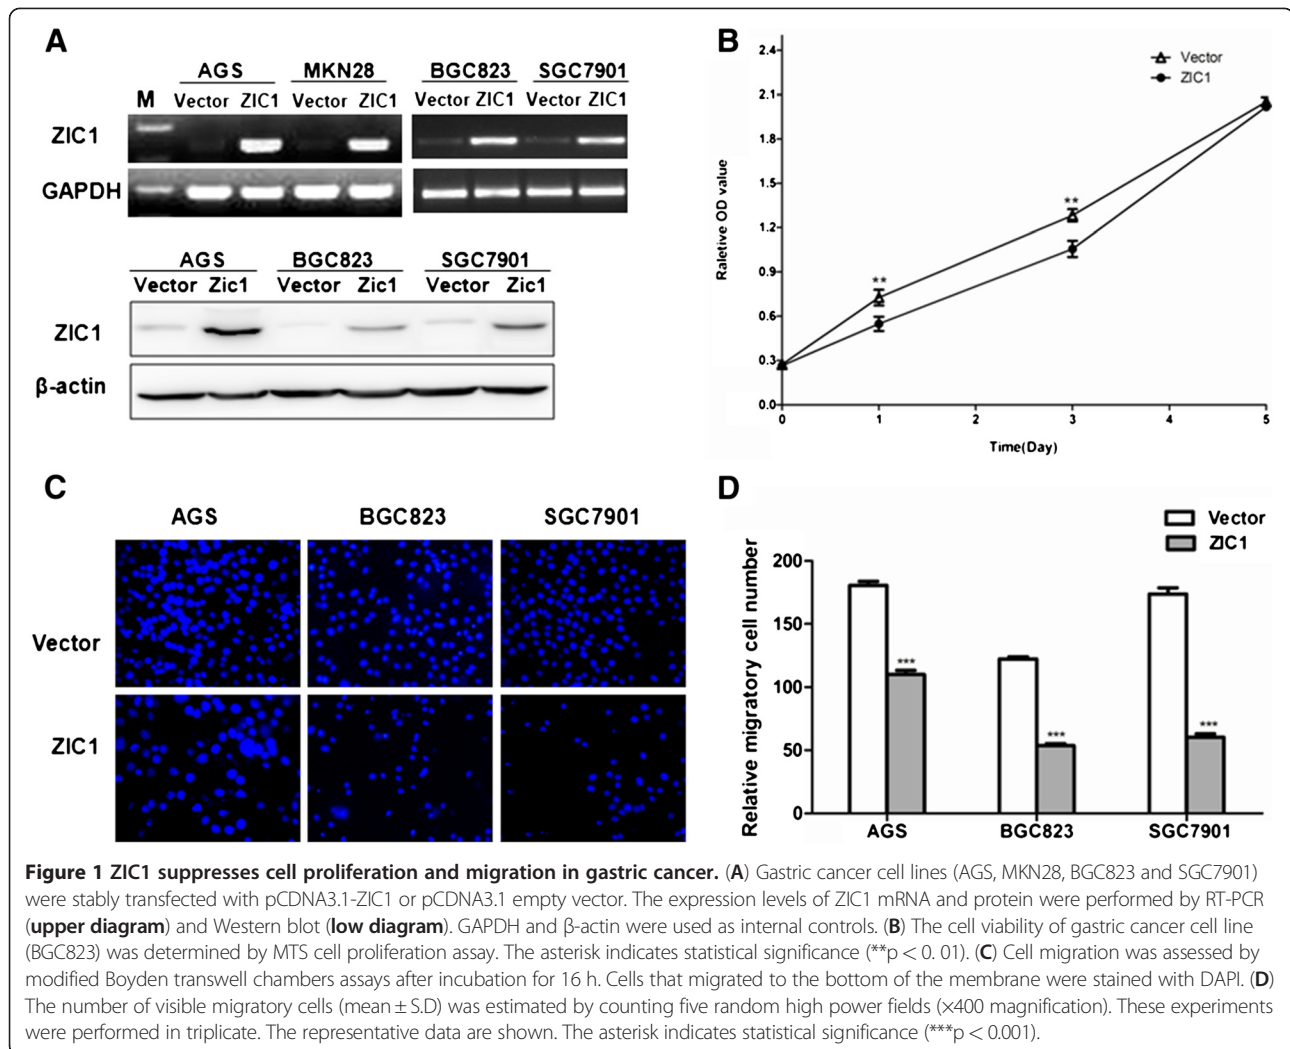 A
AGS MKN28 BGC823 SGC7901
M Vector ZIC1 Vector ZIC1 Vector ZIC1 Vector ZIC1
ZIC1
GAPDH
AGS BGC823 SGC7901
Vector Zic1 Vector Zic1 Vector Zic1
ZIC1
β-actin
B
2.4
2.1
1.8
1.5
1.2
0.9
0.6
0.3
0.0
Raletive OD value
Vector
ZIC1
**
**
0 1 2 3 4 5
Time(Day)
C
AGS BGC823 SGC7901
Vector
ZIC1
D
Vector
ZIC1
Relative migratory cell number
200
150
100
50
0
***
***
***
AGS BGC823 SGC7901
Figure 1 ZIC1 suppresses cell proliferation and migration in gastric cancer. (A) Gastric cancer cell lines (AGS, MKN28, BGC823 and SGC7901)
were stably transfected with pCDNA3.1-ZIC1 or pCDNA3.1 empty vector. The expression levels of ZIC1 mRNA and protein were performed by RT-PCR
(upper diagram) and Western blot (low diagram). GAPDH and β-actin were used as internal controls. (B) The cell viability of gastric cancer cell line
(BGC823) was determined by MTS cell proliferation assay. The asterisk indicates statistical significance (**p < 0. 01). (C) Cell migration was assessed by
modified Boyden transwell chambers assays after incubation for 16 h. Cells that migrated to the bottom of the membrane were stained with DAPI. (D)
The number of visible migratory cells (mean ± S.D) was estimated by counting five random high power fields (×400 magnification). These experiments
were performed in triplicate. The representative data are shown. The asterisk indicates statistical significance (***p < 0.001).